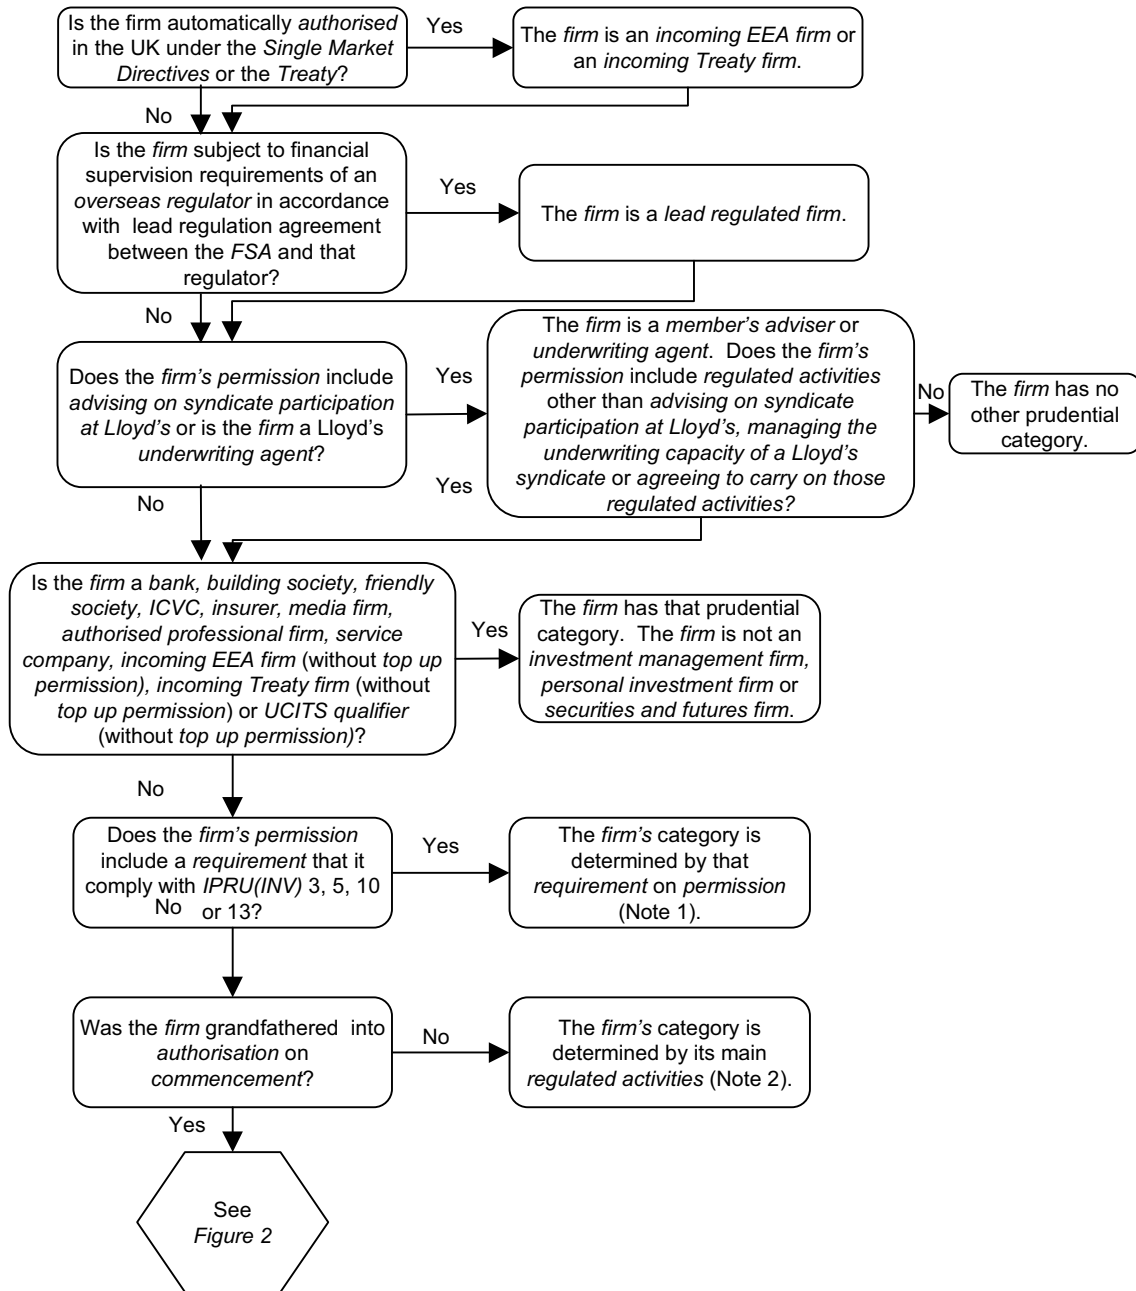 Is the firm automatically authorised
in the UK under the Single Market
Directives or the Treaty?
Yes
The firm is an incoming EEA firm or
an incoming Treaty firm.
No
Is the firm subject to financial
supervision requirements of an
overseas regulator in accordance
with lead regulation agreement
between the FSA and that
regulator?
Yes
The firm is a lead regulated firm.
No
Does the firm's permission include
advising on syndicate participation
at Lloyd's or is the firm a Lloyd's
underwriting agent?
Yes
The firm is a member's adviser or
underwriting agent. Does the firm's
permission include regulated activities
other than advising on syndicate
participation at Lloyd's, managing the
underwriting capacity of a Lloyd's
syndicate or agreeing to carry on those
regulated activities?
No
The firm has no
other prudential
category.
Yes
No
Is the firm a bank, building society, friendly
society, ICVC, insurer, media firm,
authorised professional firm, service
company, incoming EEA firm (without top up
permission), incoming Treaty firm (without
top up permission) or UCITS qualifier
(without top up permission)?
Yes
The firm has that prudential
category. The firm is not an
investment management firm,
personal investment firm or
securities and futures firm.
No
Does the firm's permission
include a requirement that it
comply with IPRU(INV) 3, 5, 10
or 13?
Yes
The firm's category is
determined by that
requirement on permission
(Note 1).
No
Was the firm grandfathered into
authorisation on
commencement?
No
The firm's category is
determined by its main
regulated activities (Note 2).
Yes
See
Figure 2